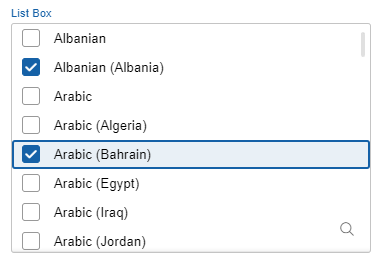 List Box
Albanian
Albanian (Albania)
Arabic
Arabic (Algeria)
Arabic (Bahrain)
Arabic (Egypt)
Arabic (Iraq)
Arabic (Jordan)